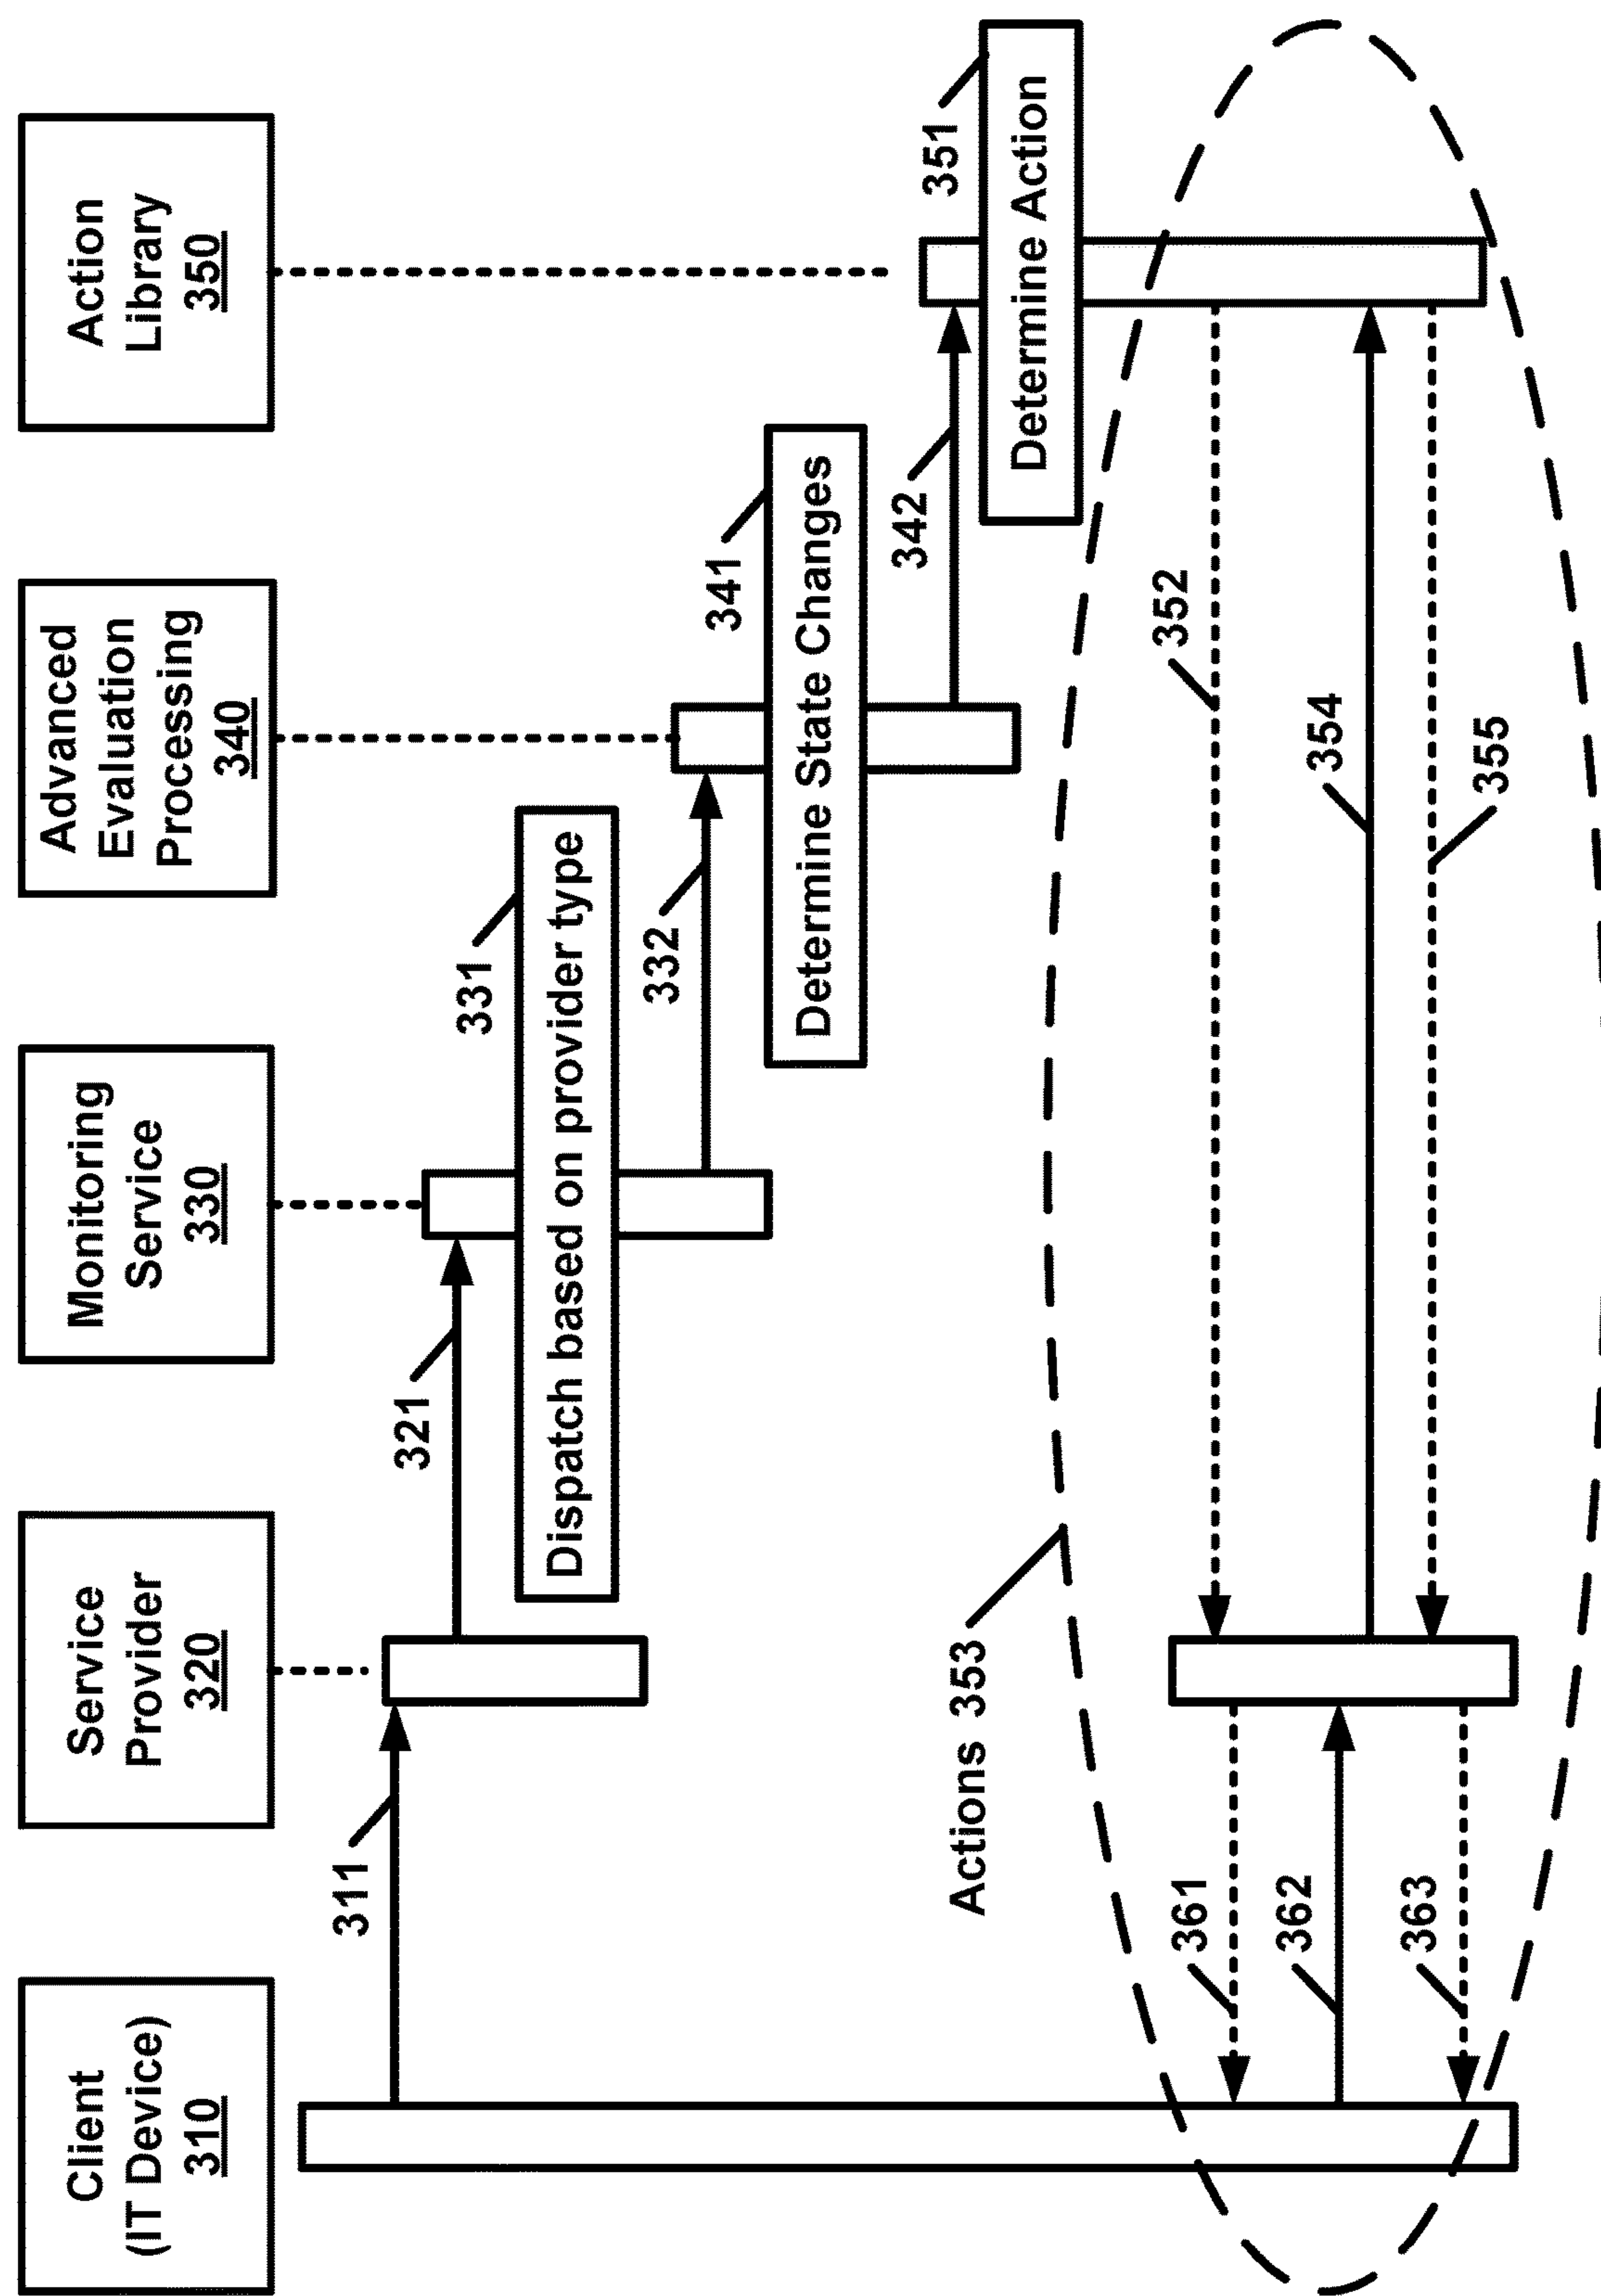 Client
(IT Device)
310
Service
Provider
320
Monitoring
Service
330
Advanced
Evaluation
Processing
340
Action
Library
350
311
321
331
Dispatch based on provider type
332
341
Determine State Changes
342
351
Determine Action
Actions 353
352
361
354
362
355
363